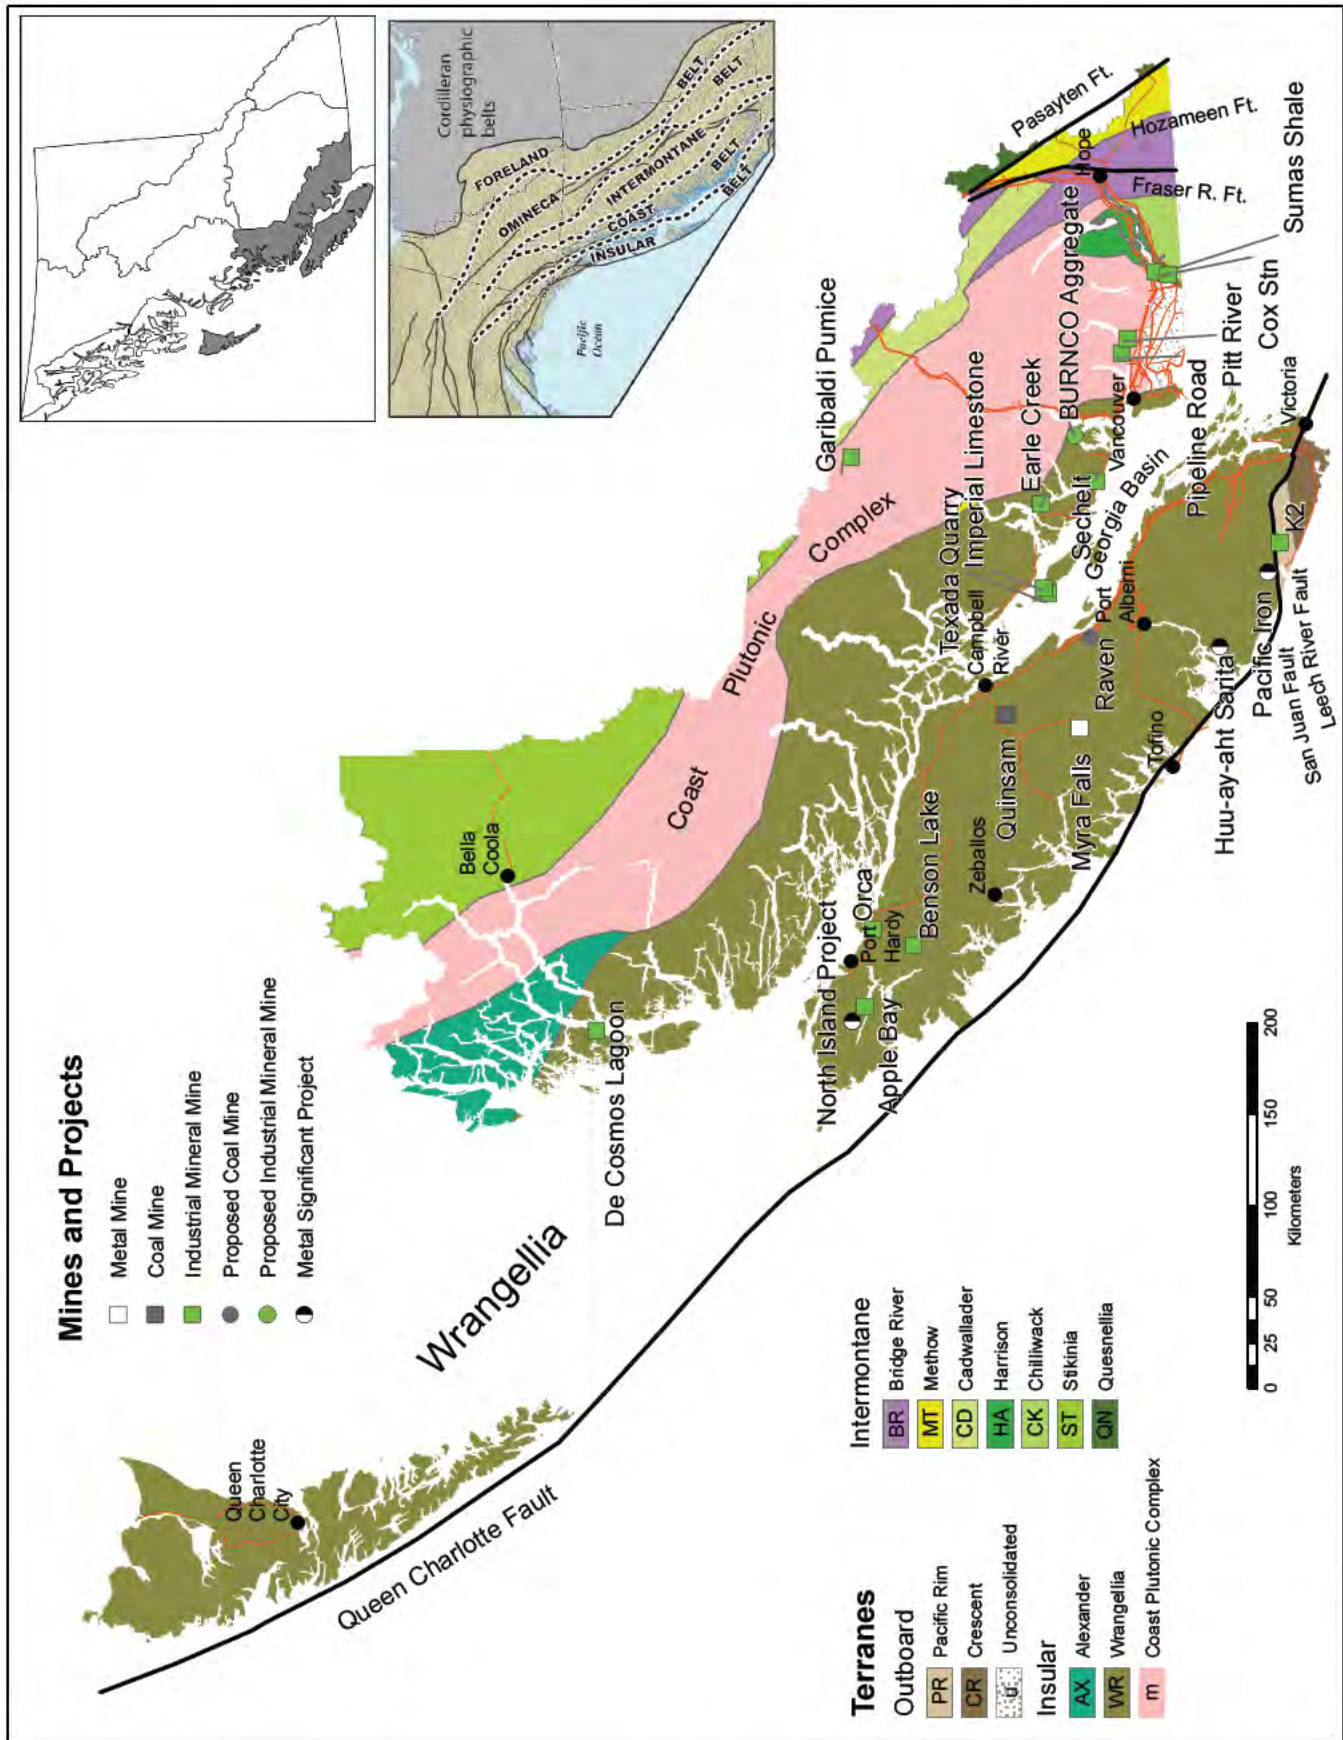 Mines and Projects
Metal Mine
Coal Mine
Industrial Mineral Mine
Proposed Coal Mine
Proposed Industrial Mineral Mine
Metal Significant Project
Cordilleran
physiographic
belts
FORELAND
BELT
OMINECA
BELT
INTERMONTANE
BELT
COAST
BELT
INSULAR
Pacific
Ocean
Queen
Charlotte
City
Queen Charlotte Fault
Wrangellia
De Cosmos Lagoon
Bella
Coola
Coast
Plutonic
Complex
Garibaldi Pumice
North Island Project
Apple Bay
Port
Hardy
Orca
Benson Lake
Zeballos
Quinsam
Myra Falls
Campbell
River
Texada Quarry
Imperial Limestone
Earle Creek
Sechelt
BURNCO Aggregate
Vancouver
Georgia Basin
Port
Alberni
Raven
Tofino
Huu-ay-aht Sarita
Pacific Iron
San Juan Fault
Leech River Fault
K2
Victoria
Pipeline Road
Pitt River
Cox Stn
Sumas Shale
Hope
Pasayten Ft.
Hozameen Ft.
Fraser R. Ft.
Terranes
Outboard
PR Pacific Rim
CR Crescent
u Unconsolidated
Insular
AX Alexander
WR Wrangellia
m Coast Plutonic Complex
Intermontane
BR Bridge River
MT Methow
CD Cadwallader
HA Harrison
CK Chilliwack
ST Stikinia
QN Quesnellia
0 25 50 100 150 200
Kilometers